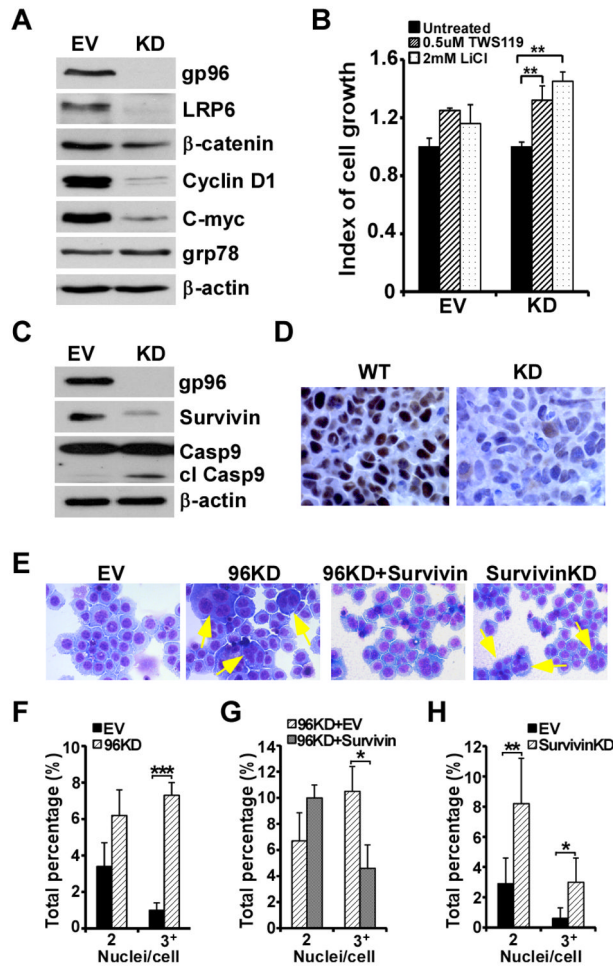 A
EV KD
gp96
LRP6
β-catenin
Cyclin D1
C-myc
grp78
β-actin
B
Untreated
0.5uM TWS119
2mM LiCl
**
**
Index of cell growth
1.6
1.2
1.0
0.4
0
EV KD
C
EV KD
gp96
Survivin
Casp9
cl Casp9
β-actin
D
WT KD
E
EV 96KD 96KD+Survivin SurvivinKD
F
EV
96KD
***
Total percentage (%)
8
6
4
2
0
2 3+
Nuclei/cell
G
96KD+EV
96KD+Survivin
*
Total percentage (%)
14
12
10
8
6
4
2
0
2 3+
Nuclei/cell
H
EV
SurvivinKD
**
*
Total percentage (%)
12
10
8
6
4
2
0
2 3+
Nuclei/cell